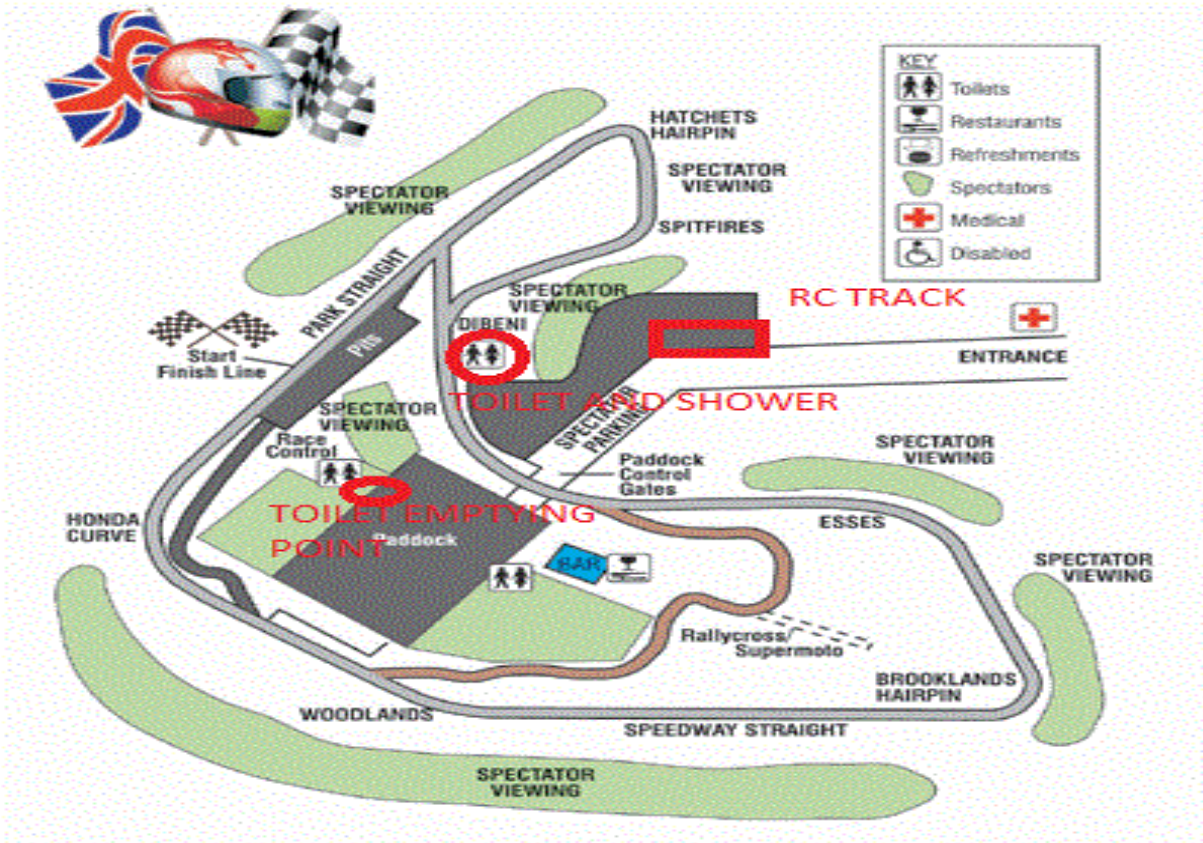 KEY
Toilets
Restaurants
Refreshments
Spectators
Medical
Disabled
HATCHETS
HAIRPIN
SPECTATOR
VIEWING
SPECTATOR
VIEWING
SPITFIRES
PARK STRAIGHT
SPECTATOR
VIEWING
RC TRACK
DIBENI
Start
Finish Line
Pits
ENTRANCE
TOILET AND SHOWER
SPECTATOR
VIEWING
SPECTATOR
PARKING
Race
Control
Paddock
Control
Gates
SPECTATOR
VIEWING
HONDA
CURVE
TOILET EMPTYING
POINT
Paddock
ESSES
BAR
SPECTATOR
VIEWING
Rallycross/
Supermoto
BROOKLANDS
HAIRPIN
WOODLANDS
SPEEDWAY STRAIGHT
SPECTATOR
VIEWING